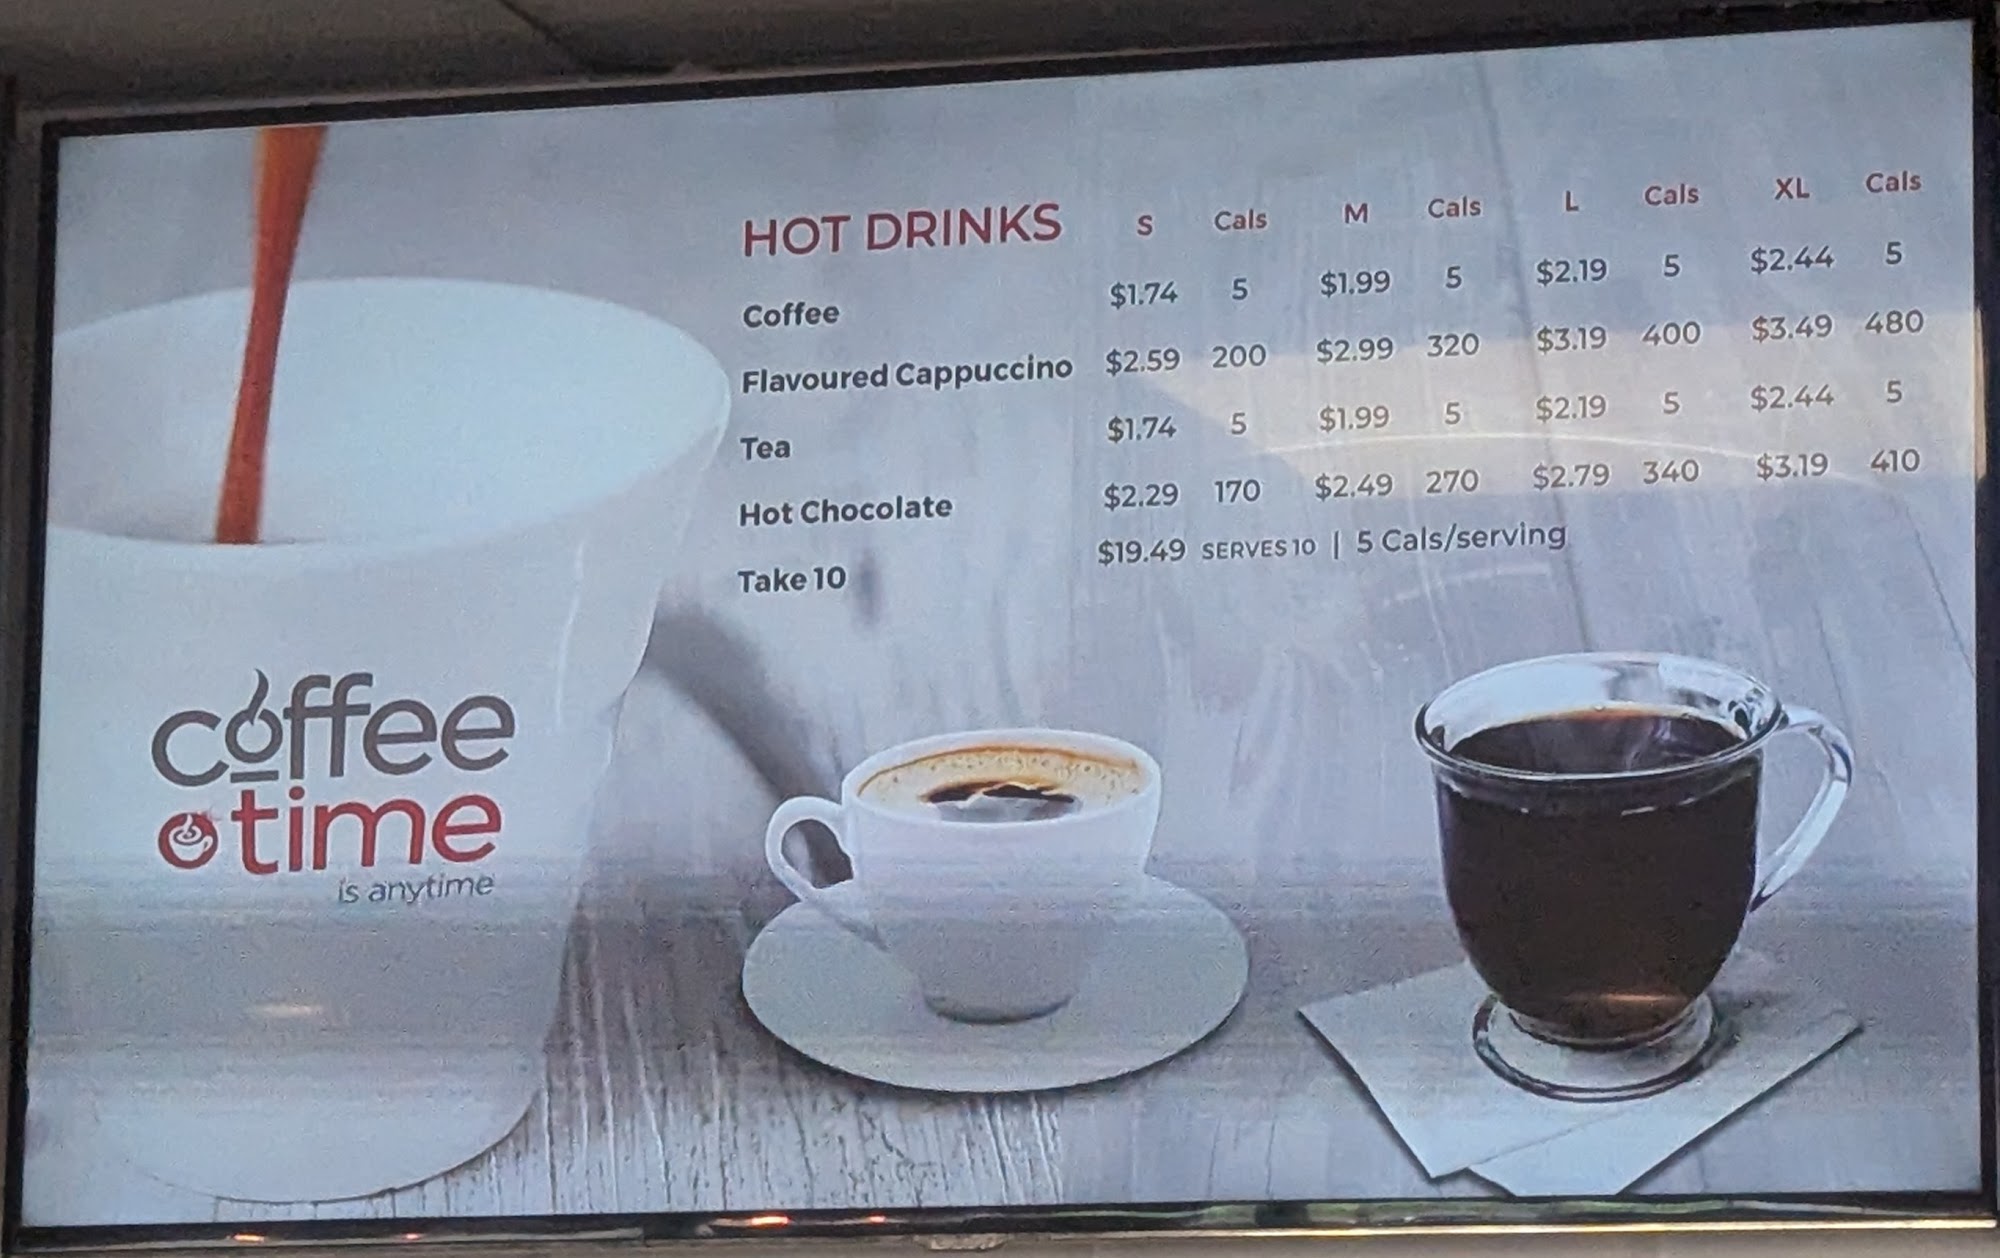 HOT DRINKS S Cals M Cals L Cals XL Cals
Coffee $1.74 5 $1.99 5 $2.19 5 $2.44 5
Flavoured Cappuccino $2.59 200 $2.99 320 $3.19 400 $3.49 480
Tea $1.74 5 $1.99 5 $2.19 5 $2.44 5
Hot Chocolate $2.29 170 $2.49 270 $2.79 340 $3.19 410
Take 10 $19.49 SERVES 10 | 5 Cals/serving
coffee
time
is anytime